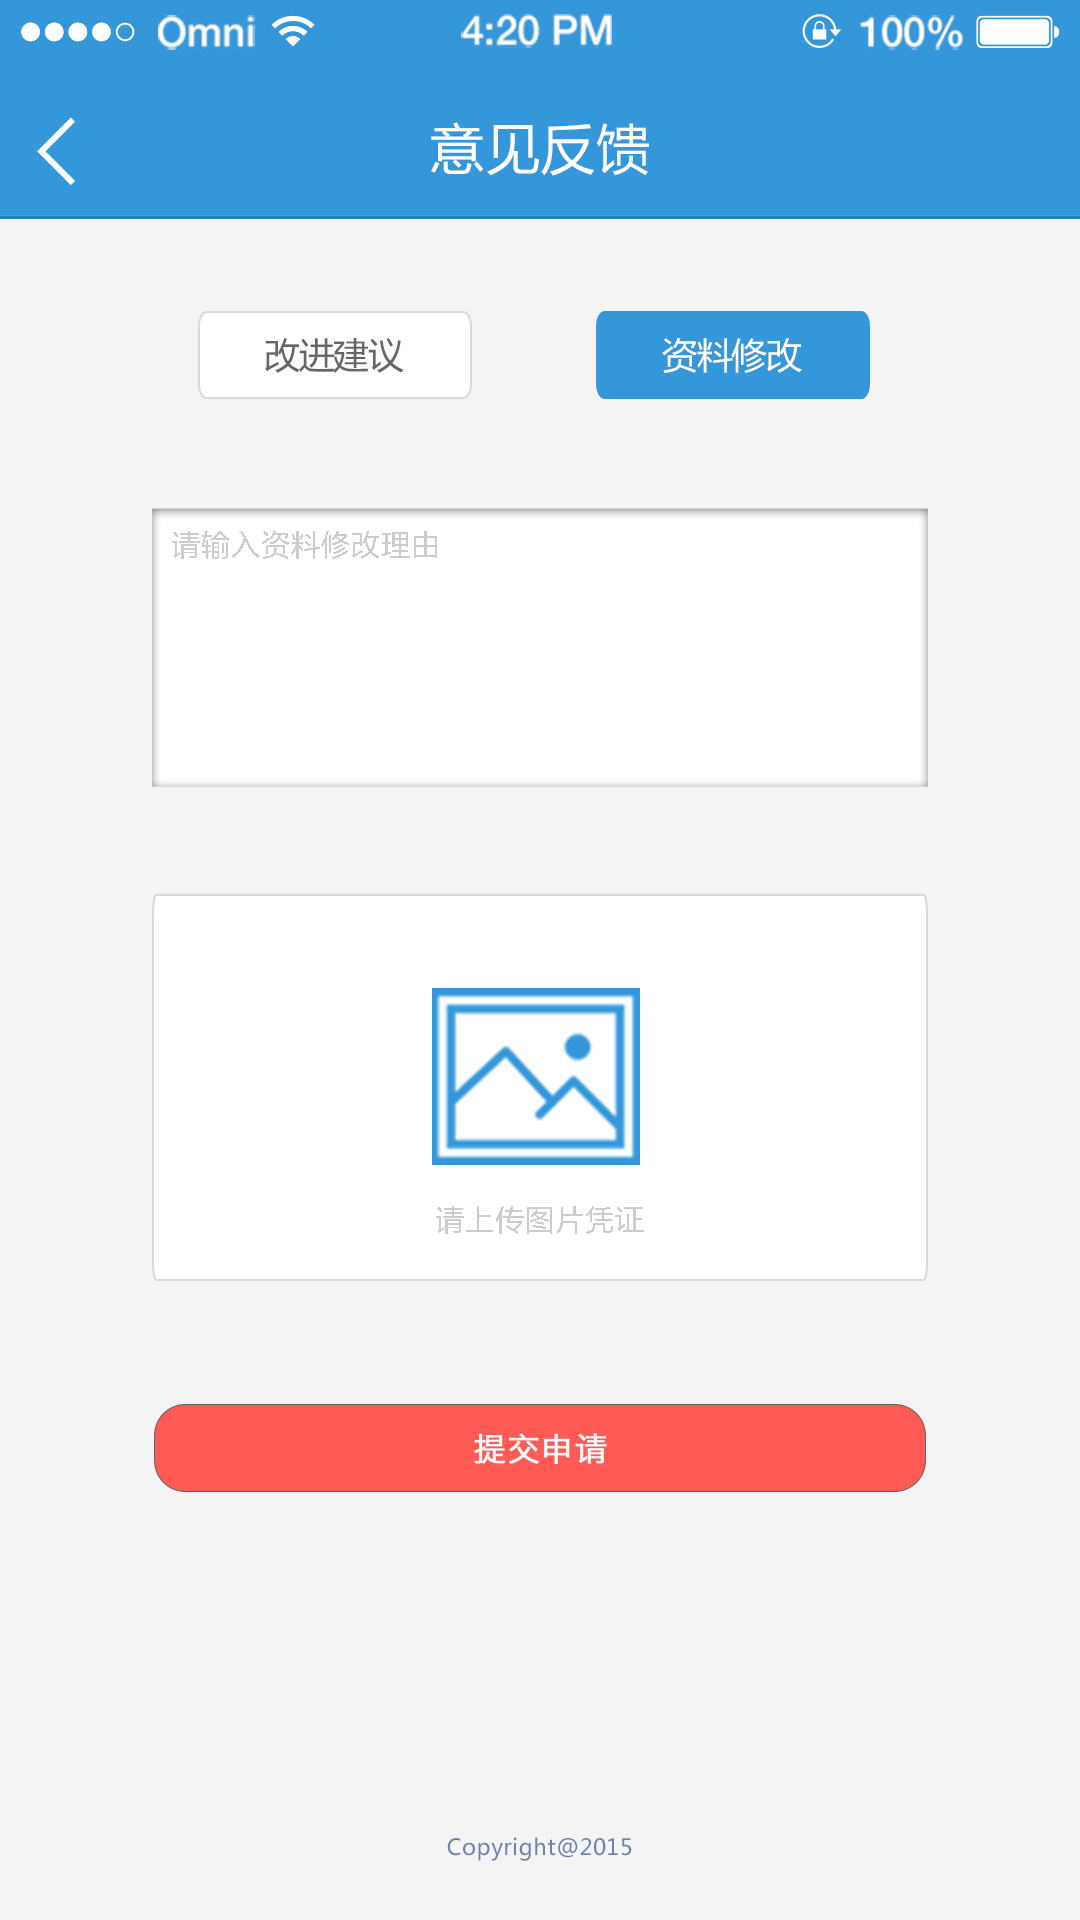 Omni 4:20 PM 100%
意见反馈
改进建议 资料修改
请输入资料修改理由
请上传图片凭证
提交申请
Copyright@2015